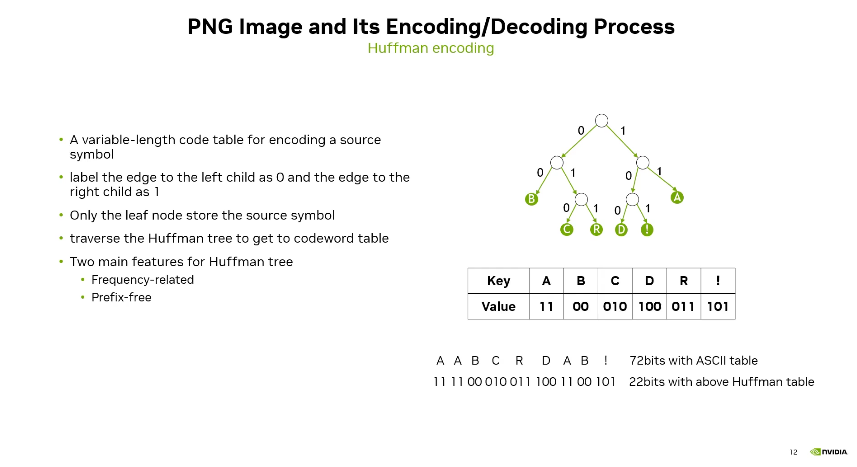 PNG Image and Its Encoding/Decoding Process
Huffman encoding
• A variable-length code table for encoding a source
symbol
• label the edge to the left child as 0 and the edge to the
right child as 1
• Only the leaf node store the source symbol
• traverse the Huffman tree to get to codeword table
• Two main features for Huffman tree
• Frequency-related
• Prefix-free
0 1
0 1 0 1
B 0 1 0 1 A
C R D !
Key A B C D R !
Value 11 00 010 100 011 101
A A B C R D A B ! 72bits with ASCII table
11 11 00 010 011 100 11 00 101 22bits with above Huffman table
12 NVIDIA